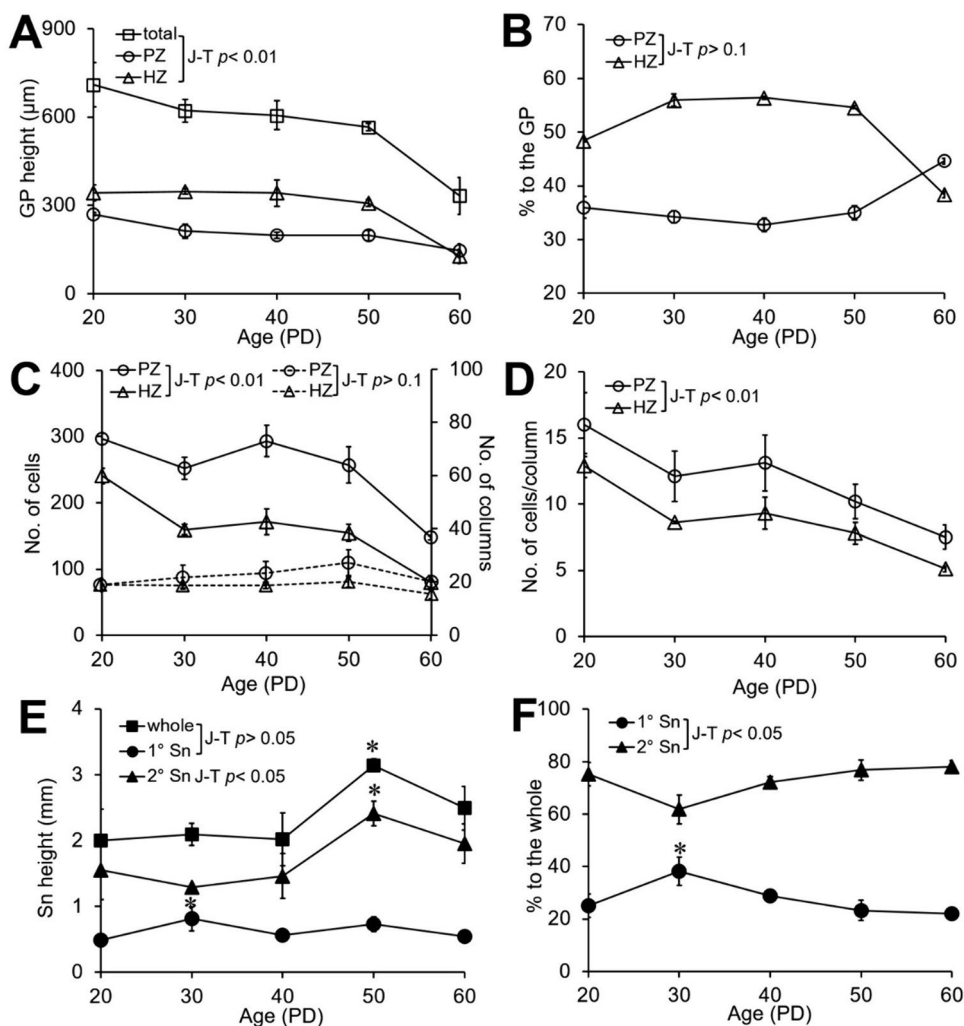 A
900
600
300
0
GP height (μm)
total
PZ
HZ
J-T p< 0.01
20 30 40 50 60
Age (PD)
B
70
60
50
40
30
20
% to the GP
PZ
HZ
J-T p> 0.1
20 30 40 50 60
Age (PD)
C
400
300
200
100
0
No. of cells
PZ
HZ
J-T p< 0.01
PZ
HZ
J-T p> 0.1
100
80
60
40
20
0
No. of columns
20 30 40 50 60
Age (PD)
D
20
15
10
5
0
No. of cells/column
PZ
HZ
J-T p< 0.01
20 30 40 50 60
Age (PD)
E
4
3
2
1
0
Sn height (mm)
whole
1° Sn
J-T p> 0.05
2° Sn J-T p< 0.05
*
*
*
20 30 40 50 60
Age (PD)
F
100
80
60
40
20
0
% to the whole
1° Sn
2° Sn
J-T p< 0.05
*
20 30 40 50 60
Age (PD)